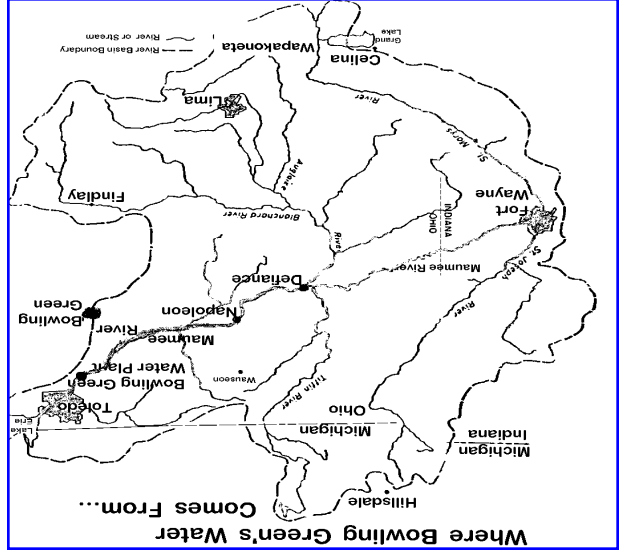 Where Bowling Green's Water
Comes From...
Hillsdale
Michigan
Indiana
Michigan
Ohio
Lake
Erie
Toledo
Bowling Green
Water Plant
Tiffin River
Wauseon
Maumee
River
Napoleon
Bowling
Green
St. Joseph
River
Maumee River
Defiance
Fort
Wayne
INDIANA
OHIO
River
Blanchard River
Findlay
Auglaize
St. Marys
River
Lima
Celina
Grand
Lake
Wapakoneta
River Basin Boundary
River or Stream